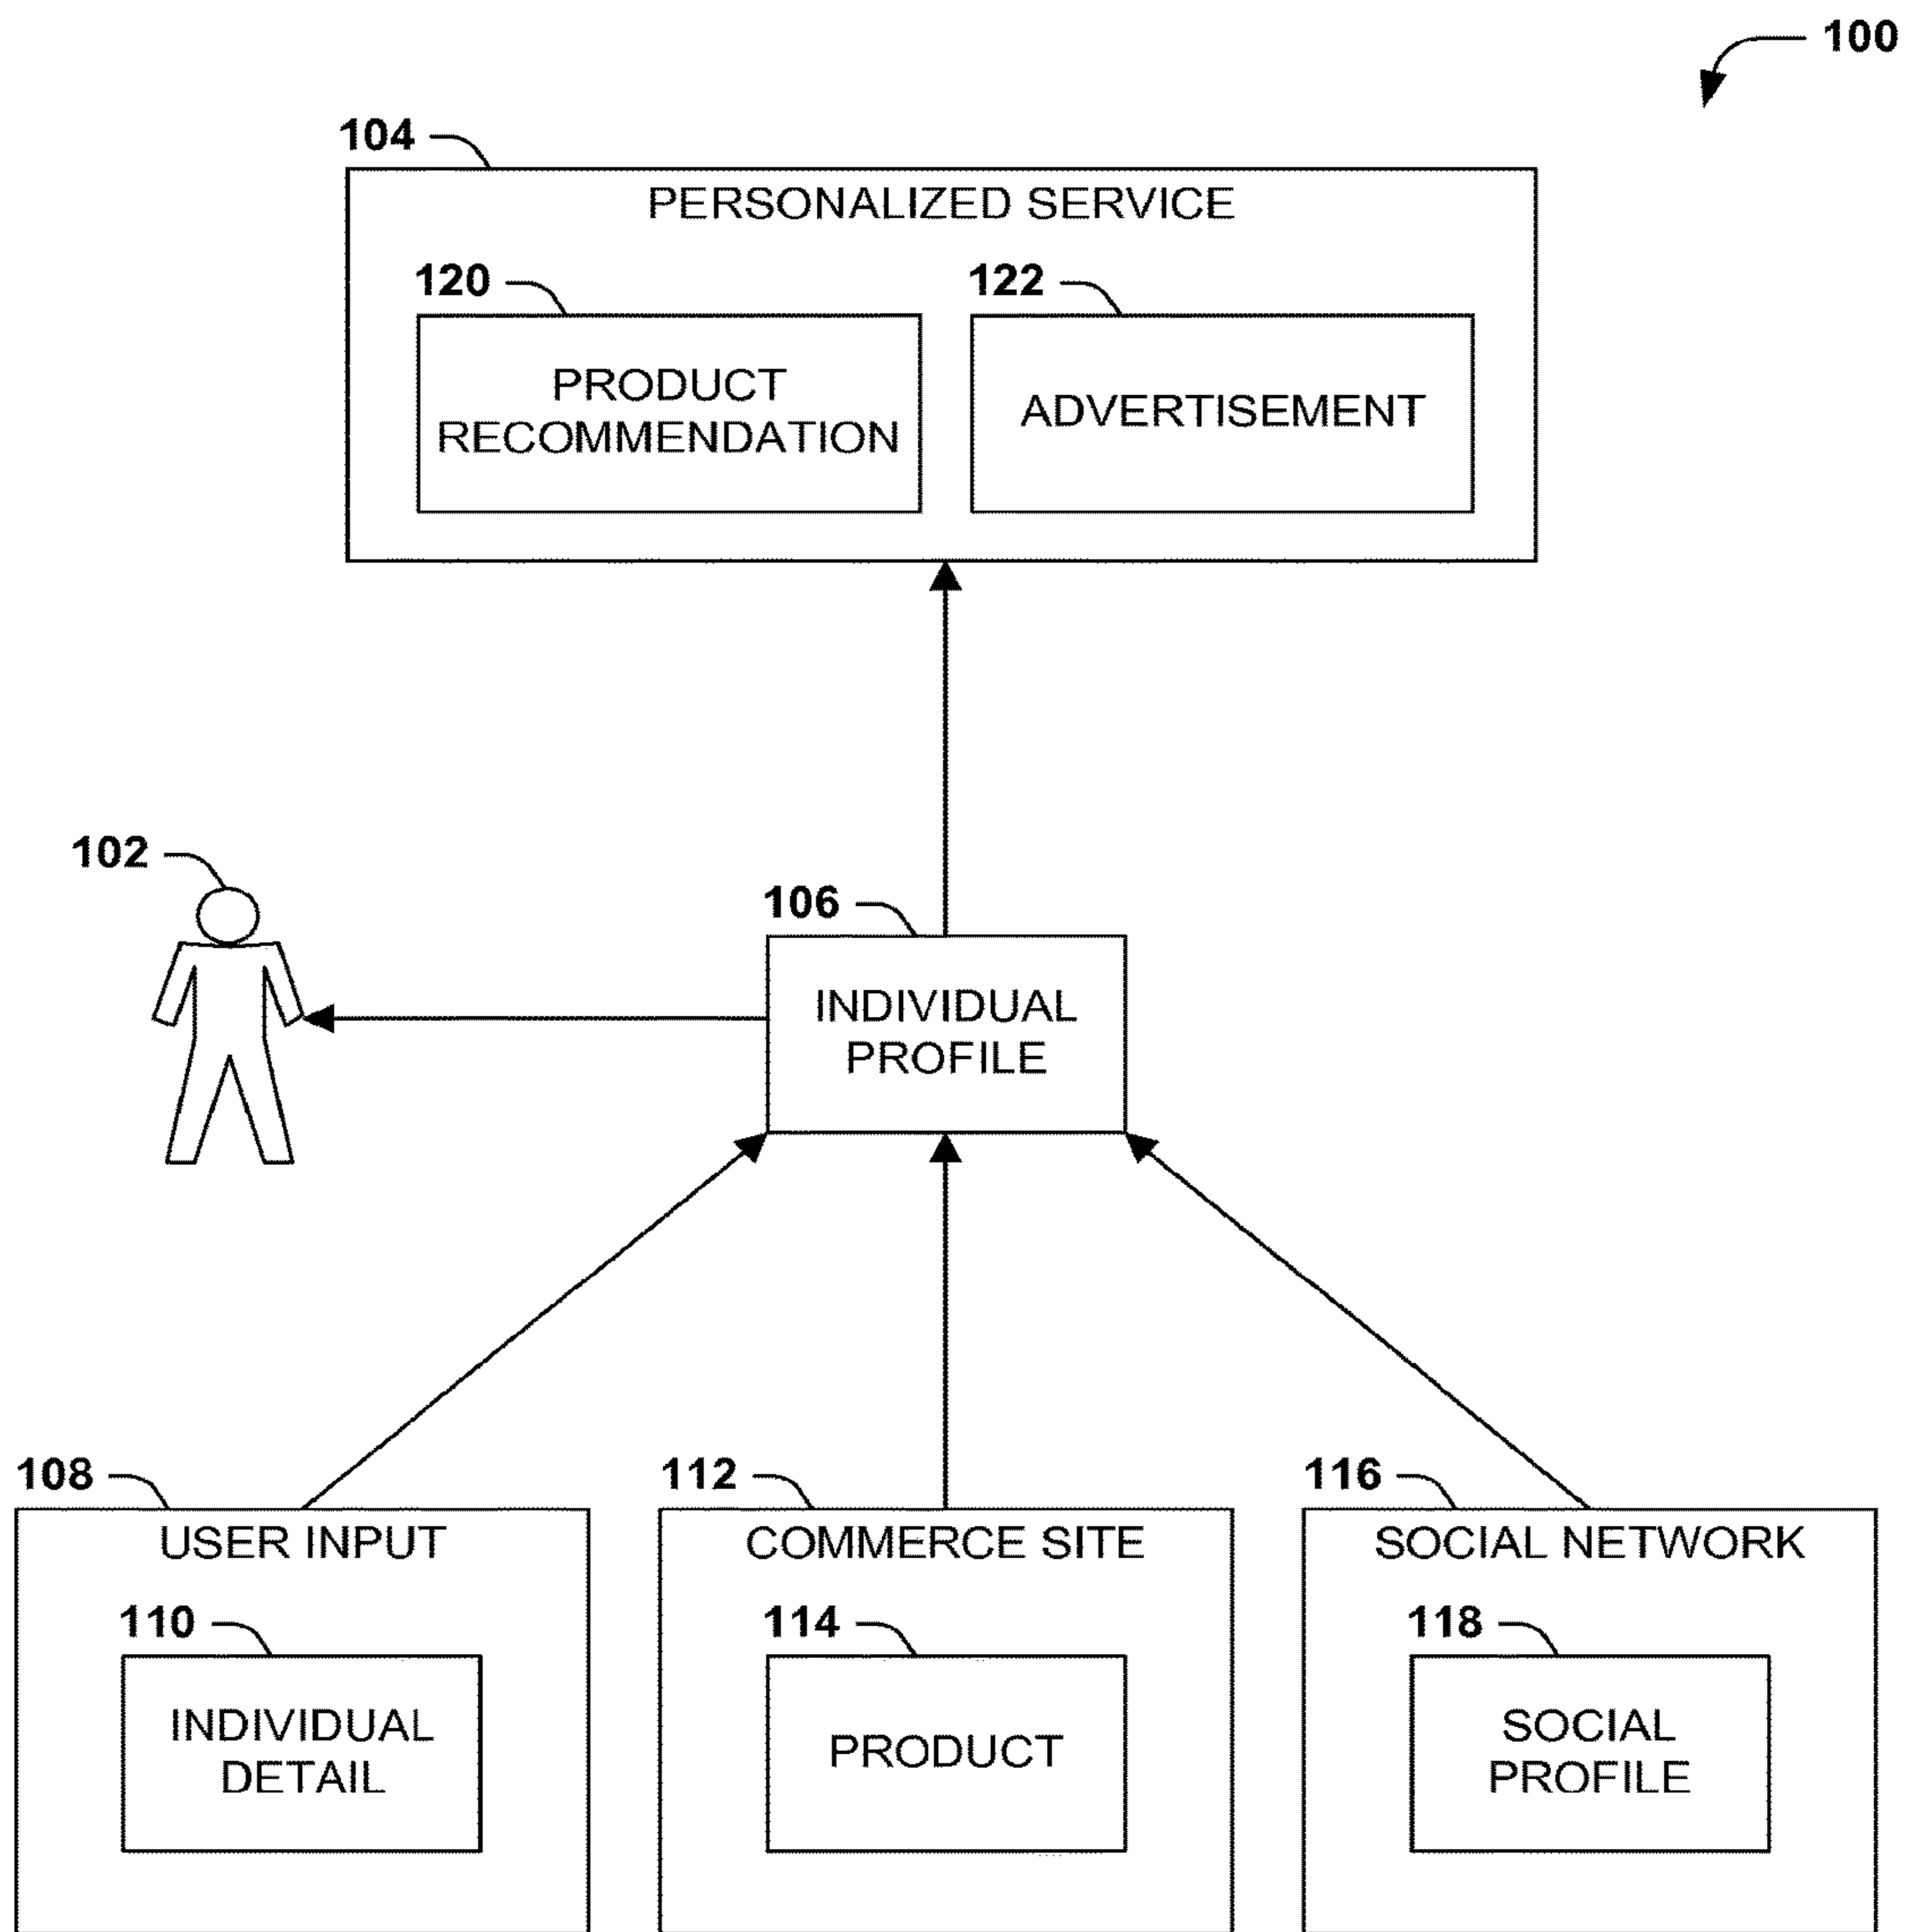 100
104
PERSONALIZED SERVICE
120
122
PRODUCT
RECOMMENDATION
ADVERTISEMENT
102
106
INDIVIDUAL
PROFILE
108
112
116
USER INPUT
COMMERCE SITE
SOCIAL NETWORK
110
114
118
INDIVIDUAL
DETAIL
PRODUCT
SOCIAL
PROFILE